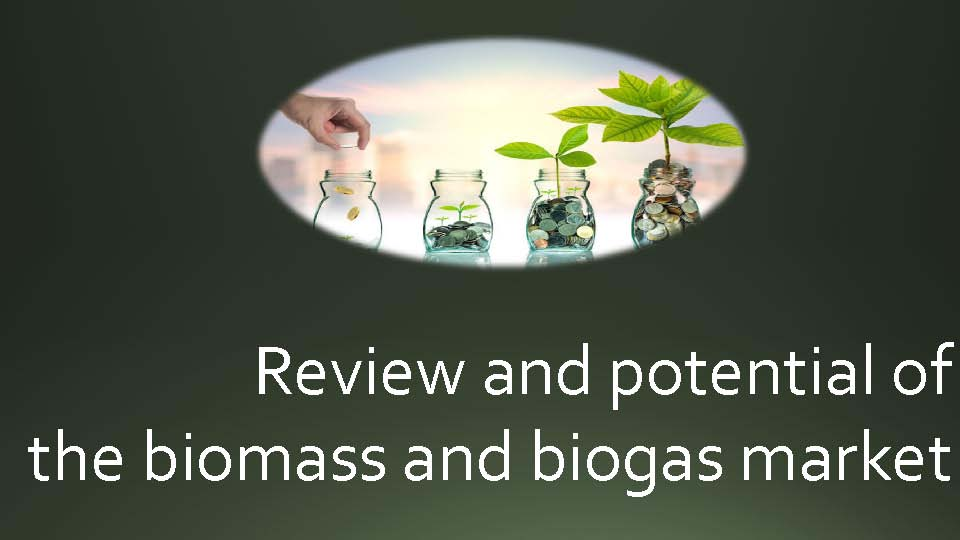 Review and potential of
the biomass and biogas market